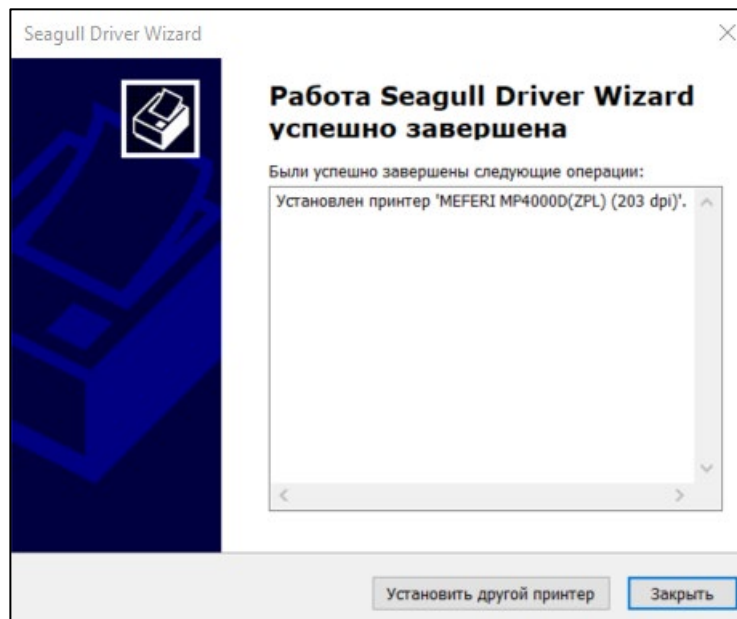 Seagull Driver Wizard
Работа Seagull Driver Wizard
успешно завершена
Были успешно завершены следующие операции:
Установлен принтер 'MEFERI MP4000D(ZPL) (203 dpi)'.
Установить другой принтер
Закрыть